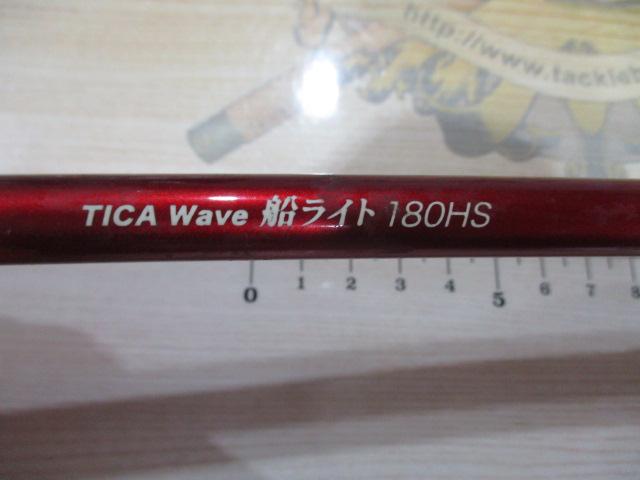 http://www.tackleb
TICA Wave 船ライト 180HS
0 1 2 3 4 5 6 7 8